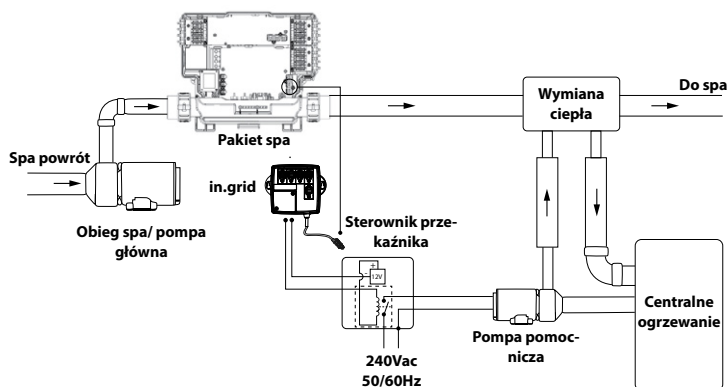 Do spa
Wymiana
ciepła
Pakiet spa
Spa powrót
in.grid
Sterownik prze-
kaźnika
Obieg spa/ pompa
główna
+
-
12V
Centralne
ogrzewanie
Pompa pomoc-
nicza
240Vac
50/60Hz